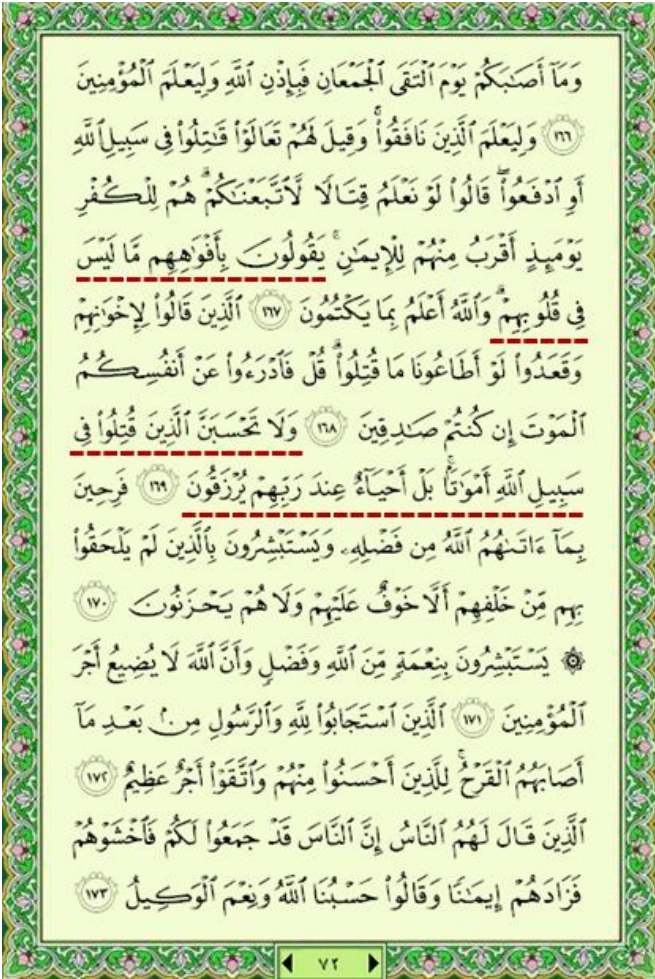 وَمَآ أَصَـٰبَكُمْ يَوْمَ ٱلْتَقَى ٱلْجَمْعَانِ فَبِإِذْنِ ٱللَّهِ وَلِيَعْلَمَ ٱلْمُؤْمِنِينَ
١٦٦ وَلِيَعْلَمَ ٱلَّذِينَ نَافَقُوا۟ ۚ وَقِيلَ لَهُمْ تَعَالَوْا۟ قَـٰتِلُوا۟ فِى سَبِيلِ ٱللَّهِ
أَوِ ٱدْفَعُوا۟ ۖ قَالُوا۟ لَوْ نَعْلَمُ قِتَالًا لَّٱتَّبَعْنَـٰكُمْ ۗ هُمْ لِلْكُفْرِ
يَوْمَئِذٍ أَقْرَبُ مِنْهُمْ لِلْإِيمَـٰنِ ۚ يَقُولُونَ بِأَفْوَٰهِهِم مَّا لَيْسَ
فِى قُلُوبِهِمْ ۗ وَٱللَّهُ أَعْلَمُ بِمَا يَكْتُمُونَ ١٦٧ ٱلَّذِينَ قَالُوا۟ لِإِخْوَٰنِهِمْ
وَقَعَدُوا۟ لَوْ أَطَاعُونَا مَا قُتِلُوا۟ ۗ قُلْ فَٱدْرَءُوا۟ عَنْ أَنفُسِكُمُ
ٱلْمَوْتَ إِن كُنتُمْ صَـٰدِقِينَ ١٦٨ وَلَا تَحْسَبَنَّ ٱلَّذِينَ قُتِلُوا۟ فِى
سَبِيلِ ٱللَّهِ أَمْوَٰتًۢا ۚ بَلْ أَحْيَآءٌ عِندَ رَبِّهِمْ يُرْزَقُونَ ١٦٩ فَرِحِينَ
بِمَآ ءَاتَىٰهُمُ ٱللَّهُ مِن فَضْلِهِۦ وَيَسْتَبْشِرُونَ بِٱلَّذِينَ لَمْ يَلْحَقُوا۟
بِهِم مِّنْ خَلْفِهِمْ أَلَّا خَوْفٌ عَلَيْهِمْ وَلَا هُمْ يَحْزَنُونَ ١٧٠
۞ يَسْتَبْشِرُونَ بِنِعْمَةٍ مِّنَ ٱللَّهِ وَفَضْلٍ وَأَنَّ ٱللَّهَ لَا يُضِيعُ أَجْرَ
ٱلْمُؤْمِنِينَ ١٧١ ٱلَّذِينَ ٱسْتَجَابُوا۟ لِلَّهِ وَٱلرَّسُولِ مِنۢ بَعْدِ مَآ
أَصَابَهُمُ ٱلْقَرْحُ ۚ لِلَّذِينَ أَحْسَنُوا۟ مِنْهُمْ وَٱتَّقَوْا۟ أَجْرٌ عَظِيمٌ ١٧٢
ٱلَّذِينَ قَالَ لَهُمُ ٱلنَّاسُ إِنَّ ٱلنَّاسَ قَدْ جَمَعُوا۟ لَكُمْ فَٱخْشَوْهُمْ
فَزَادَهُمْ إِيمَـٰنًا وَقَالُوا۟ حَسْبُنَا ٱللَّهُ وَنِعْمَ ٱلْوَكِيلُ ١٧٣
٧٢